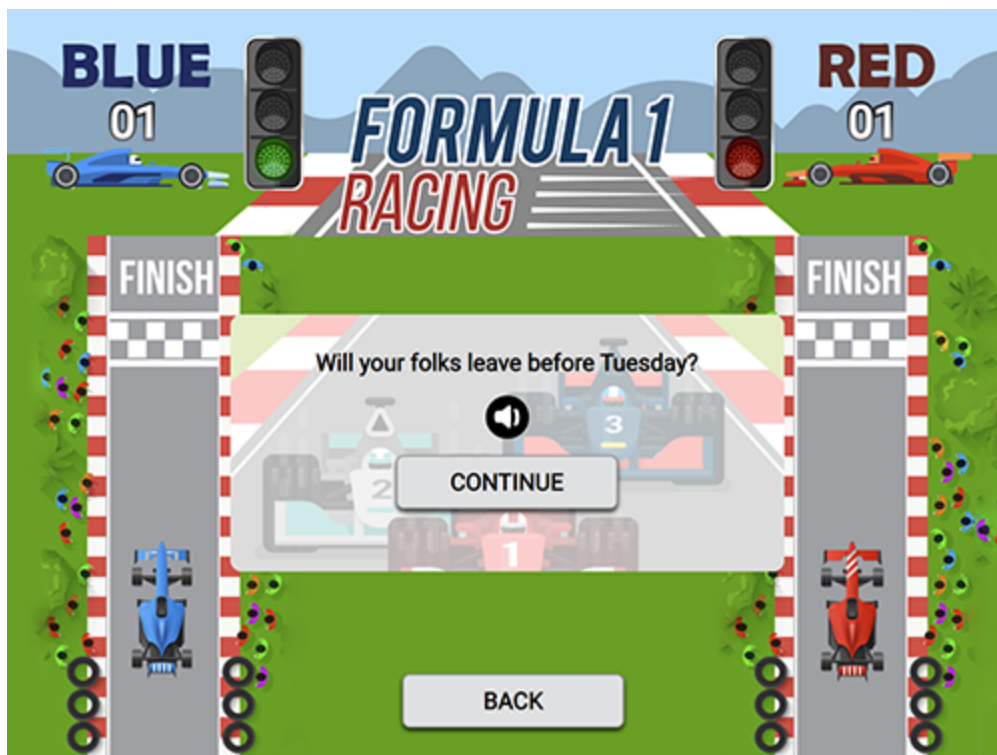 BLUE
01
FORMULA 1
RACING
RED
01
FINISH
FINISH
Will your folks leave before Tuesday?
3
2
CONTINUE
1
BACK